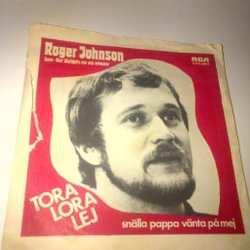 Roger Johnson
RCA
TORA
LORA
LEJ
snälla pappa vänta på mej